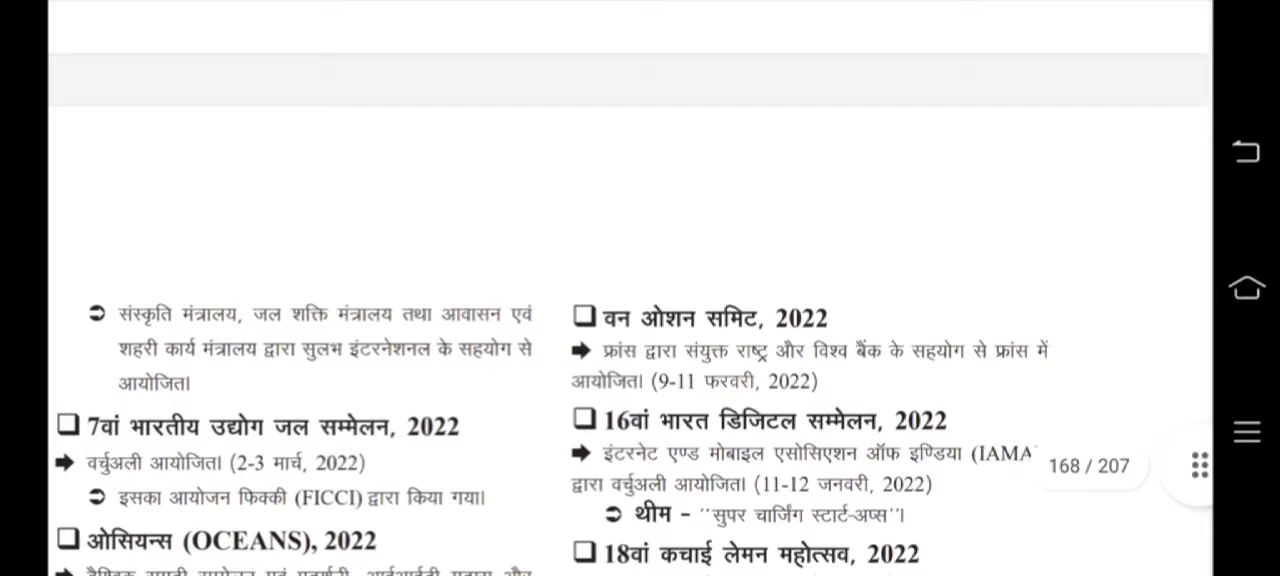 संस्कृति मंत्रालय, जल शक्ति मंत्रालय तथा आवासन एवं
शहरी कार्य मंत्रालय द्वारा सुलभ इंटरनेशनल के सहयोग से
आयोजित।
7वां भारतीय उद्योग जल सम्मेलन, 2022
वर्चुअली आयोजित। (2-3 मार्च, 2022)
इसका आयोजन फिक्की (FICCI) द्वारा किया गया।
ओसियन्स (OCEANS), 2022
वन ओशन समिट, 2022
फ्रांस द्वारा संयुक्त राष्ट्र और विश्व बैंक के सहयोग से फ्रांस में
आयोजित। (9-11 फरवरी, 2022)
16वां भारत डिजिटल सम्मेलन, 2022
इंटरनेट एण्ड मोबाइल एसोसिएशन ऑफ इण्डिया (IAMA
द्वारा वर्चुअली आयोजित। (11-12 जनवरी, 2022)
थीम - ''सुपर चार्जिंग स्टार्ट-अप्स''।
18वां कचाई लेमन महोत्सव, 2022
168 / 207